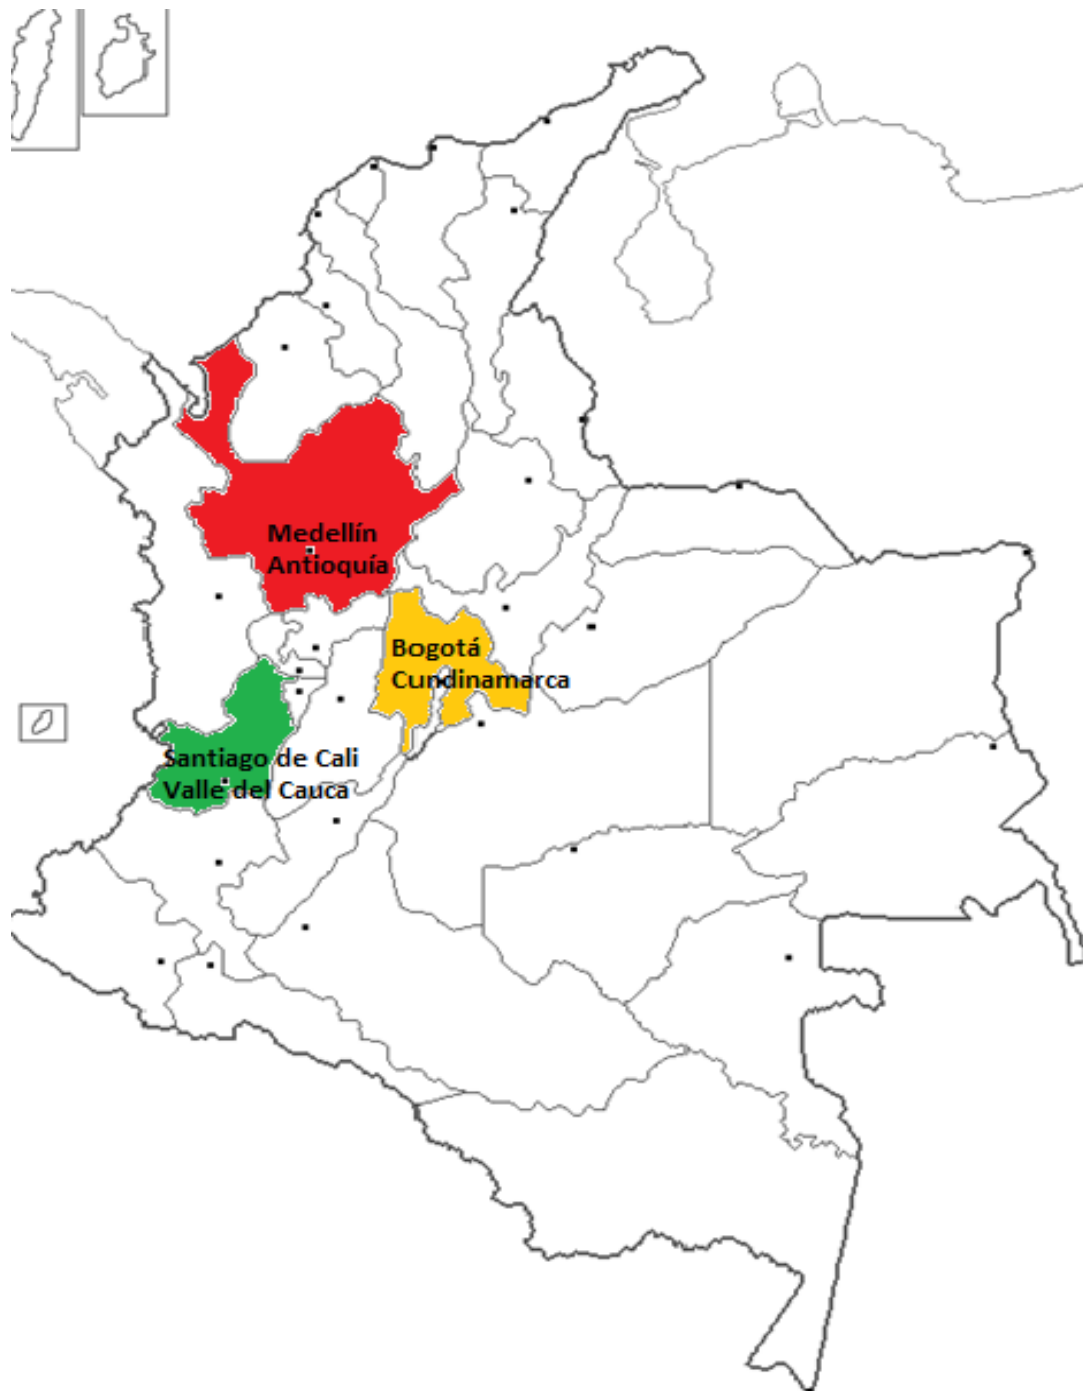 Medellín
Antioquía
Bogotá
Cundinamarca
Santiago de Cali
Valle del Cauca